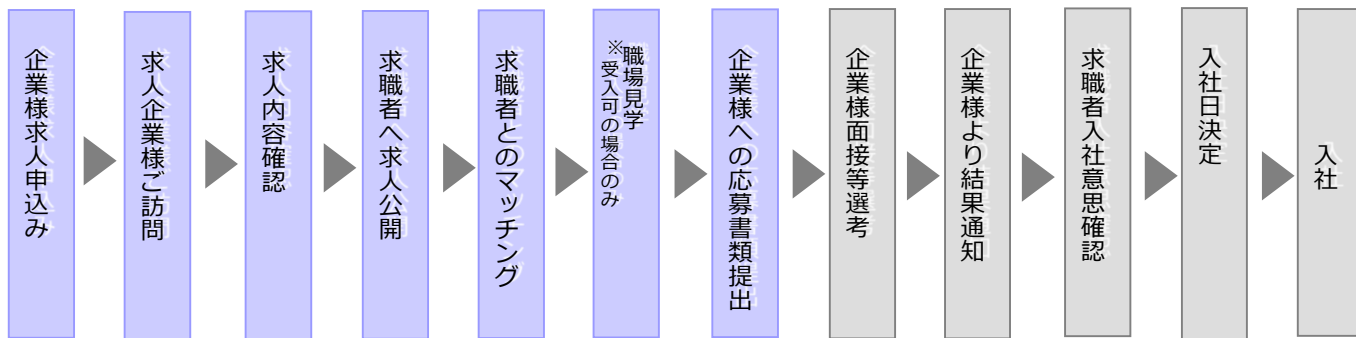 企業様求人申込み
求人企業様ご訪問
求人内容確認
求職者へ求人公開
求職者とのマッチング
職場見学
※受入可の場合のみ
企業様への応募書類提出
企業様面接等選考
企業様より結果通知
求職者入社意思確認
入社日決定
入社